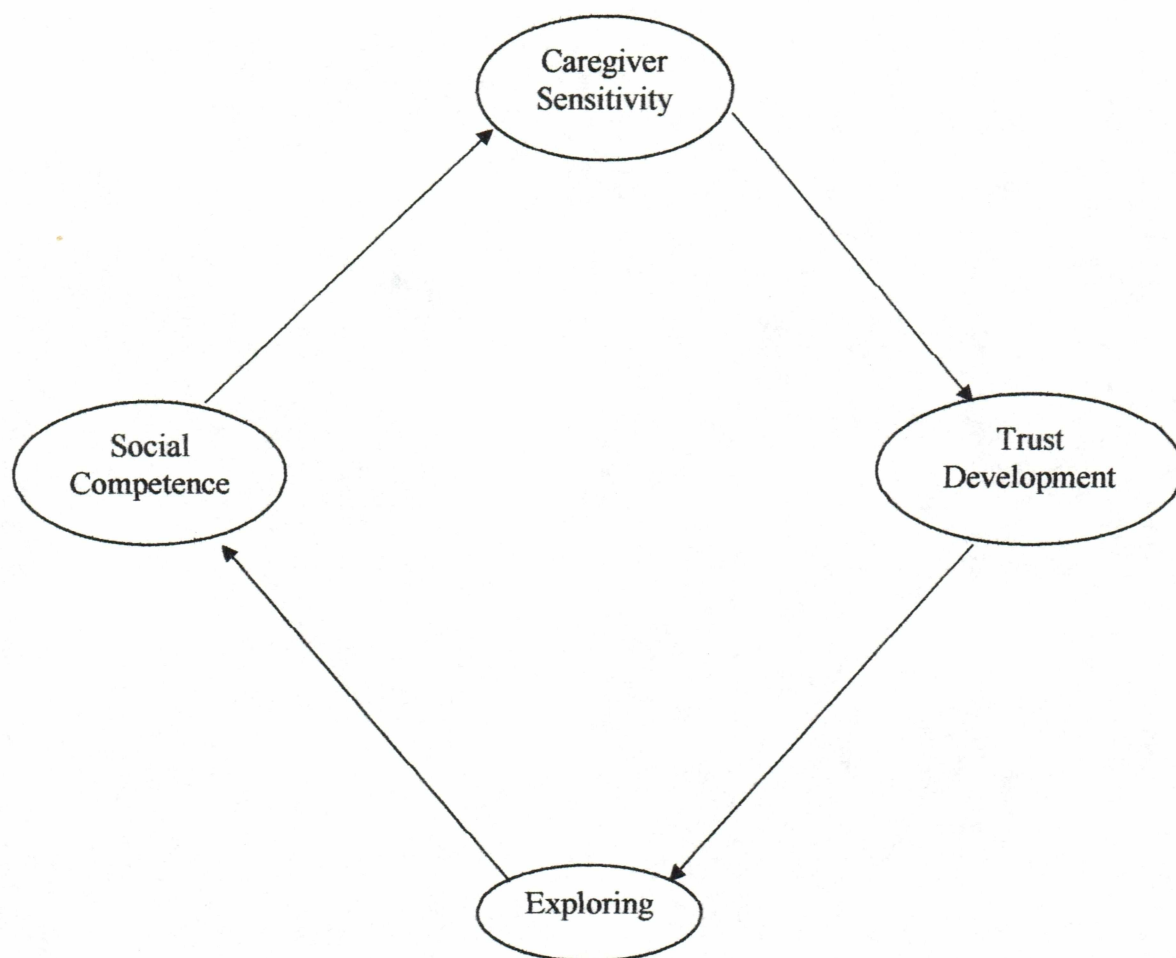 Caregiver
Sensitivity
Social
Competence
Trust
Development
Exploring